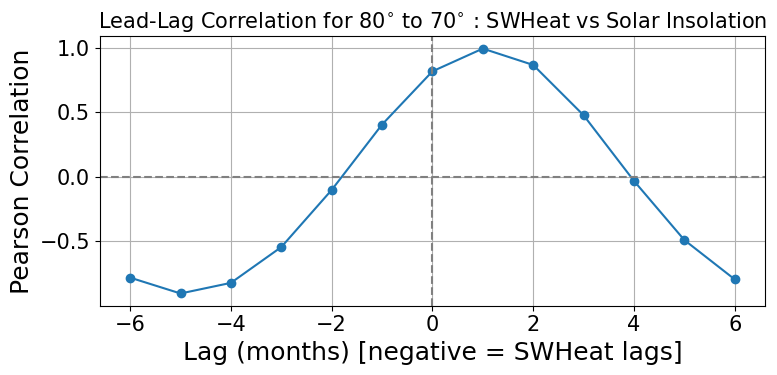 Lead-Lag Correlation for 80° to 70° : SWHeat vs Solar Insolation
Pearson Correlation
1.0
0.5
0.0
−0.5
−6 −4 −2 0 2 4 6
Lag (months) [negative = SWHeat lags]